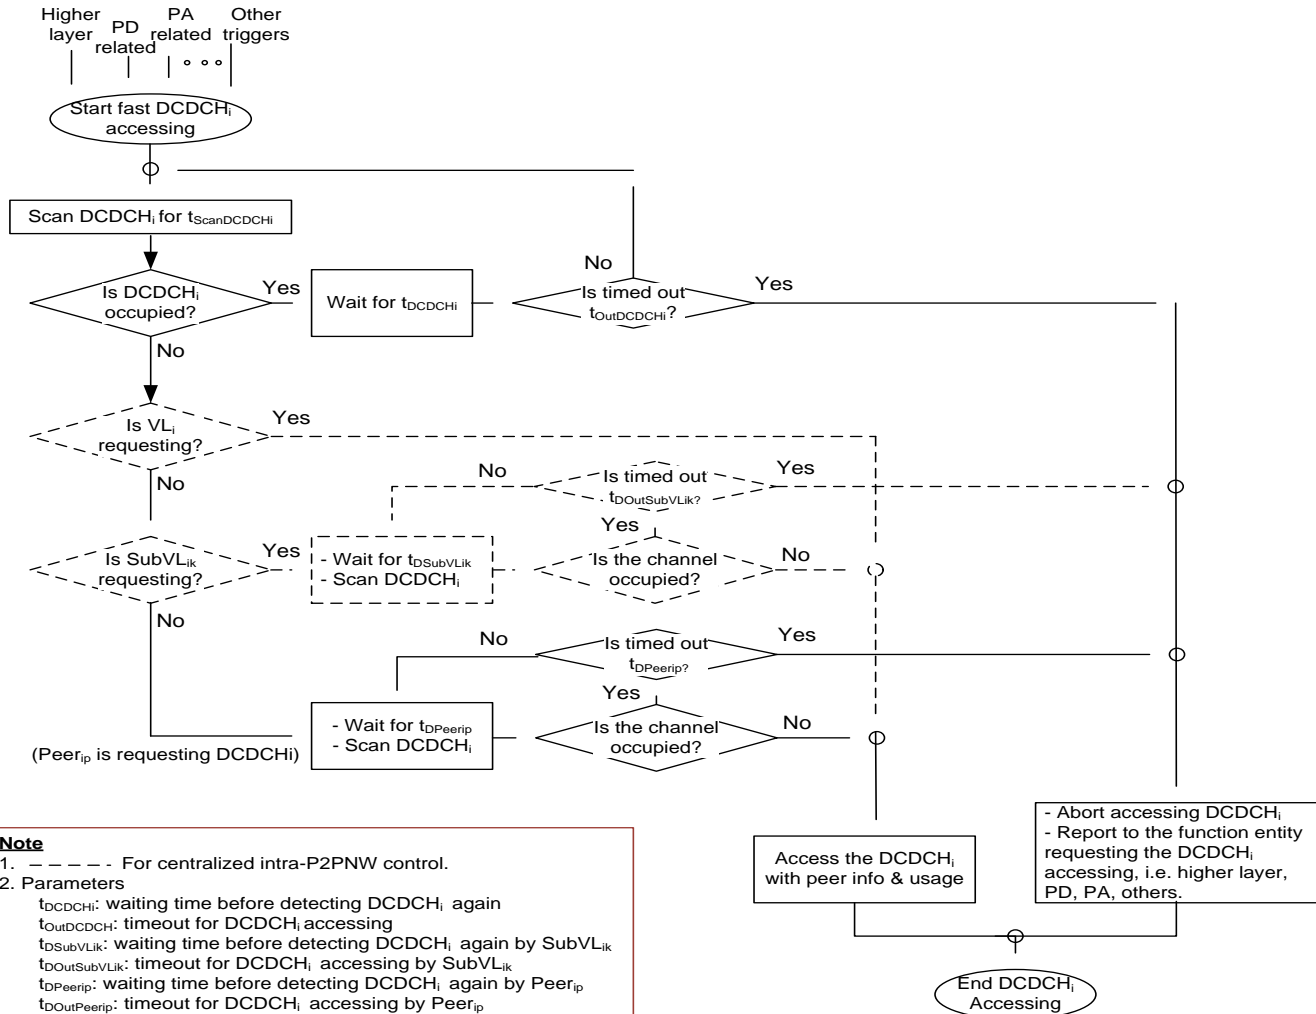 Higher
layer
PD
related
PA
related
Other
triggers
Start fast DCDCHi
accessing
Scan DCDCHi for tScanDCDCHi
Is DCDCHi
occupied?
Yes
Wait for tDCDCHi
No
Is timed out
tOutDCDCHi?
Yes
No
Is VLi
requesting?
Yes
No
No
Is timed out
tDOutSubVLik?
Yes
Yes
Is SubVLik
requesting?
Yes
- Wait for tDSubVLik
- Scan DCDCHi
Is the channel
occupied?
No
No
No
Is timed out
tDPeerip?
Yes
Yes
(Peerip is requesting DCDCHi)
- Wait for tDPeerip
- Scan DCDCHi
Is the channel
occupied?
No
Access the DCDCHi
with peer info & usage
- Abort accessing DCDCHi
- Report to the function entity
requesting the DCDCHi
accessing, i.e. higher layer,
PD, PA, others.
End DCDCHi
Accessing
Note
1. – – – – - For centralized intra-P2PNW control.
2. Parameters
tDCDCHi: waiting time before detecting DCDCHi again
tOutDCDCH: timeout for DCDCHi accessing
tDSubVLik: waiting time before detecting DCDCHi again by SubVLik
tDOutSubVLik: timeout for DCDCHi accessing by SubVLik
tDPeerip: waiting time before detecting DCDCHi again by Peerip
tDOutPeerip: timeout for DCDCHi accessing by Peerip